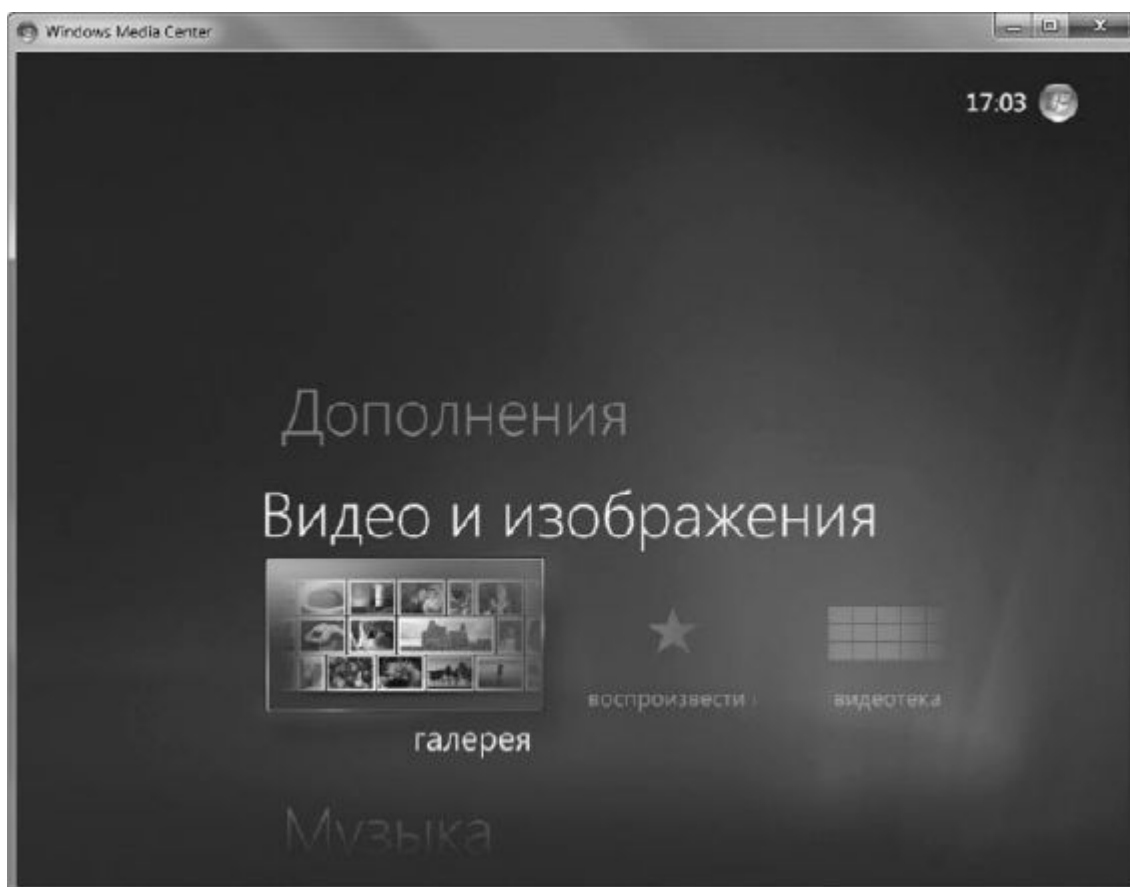 Windows Media Center
17:03
Дополнения
Видео и изображения
воспроизвести
видеотека
галерея
Музыка